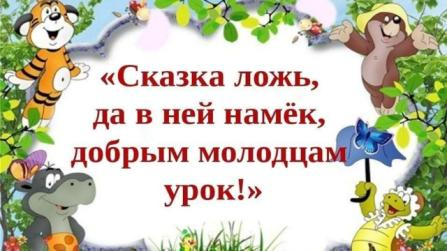 «Сказка ложь,
да в ней намёк,
добрым молодцам
урок!»